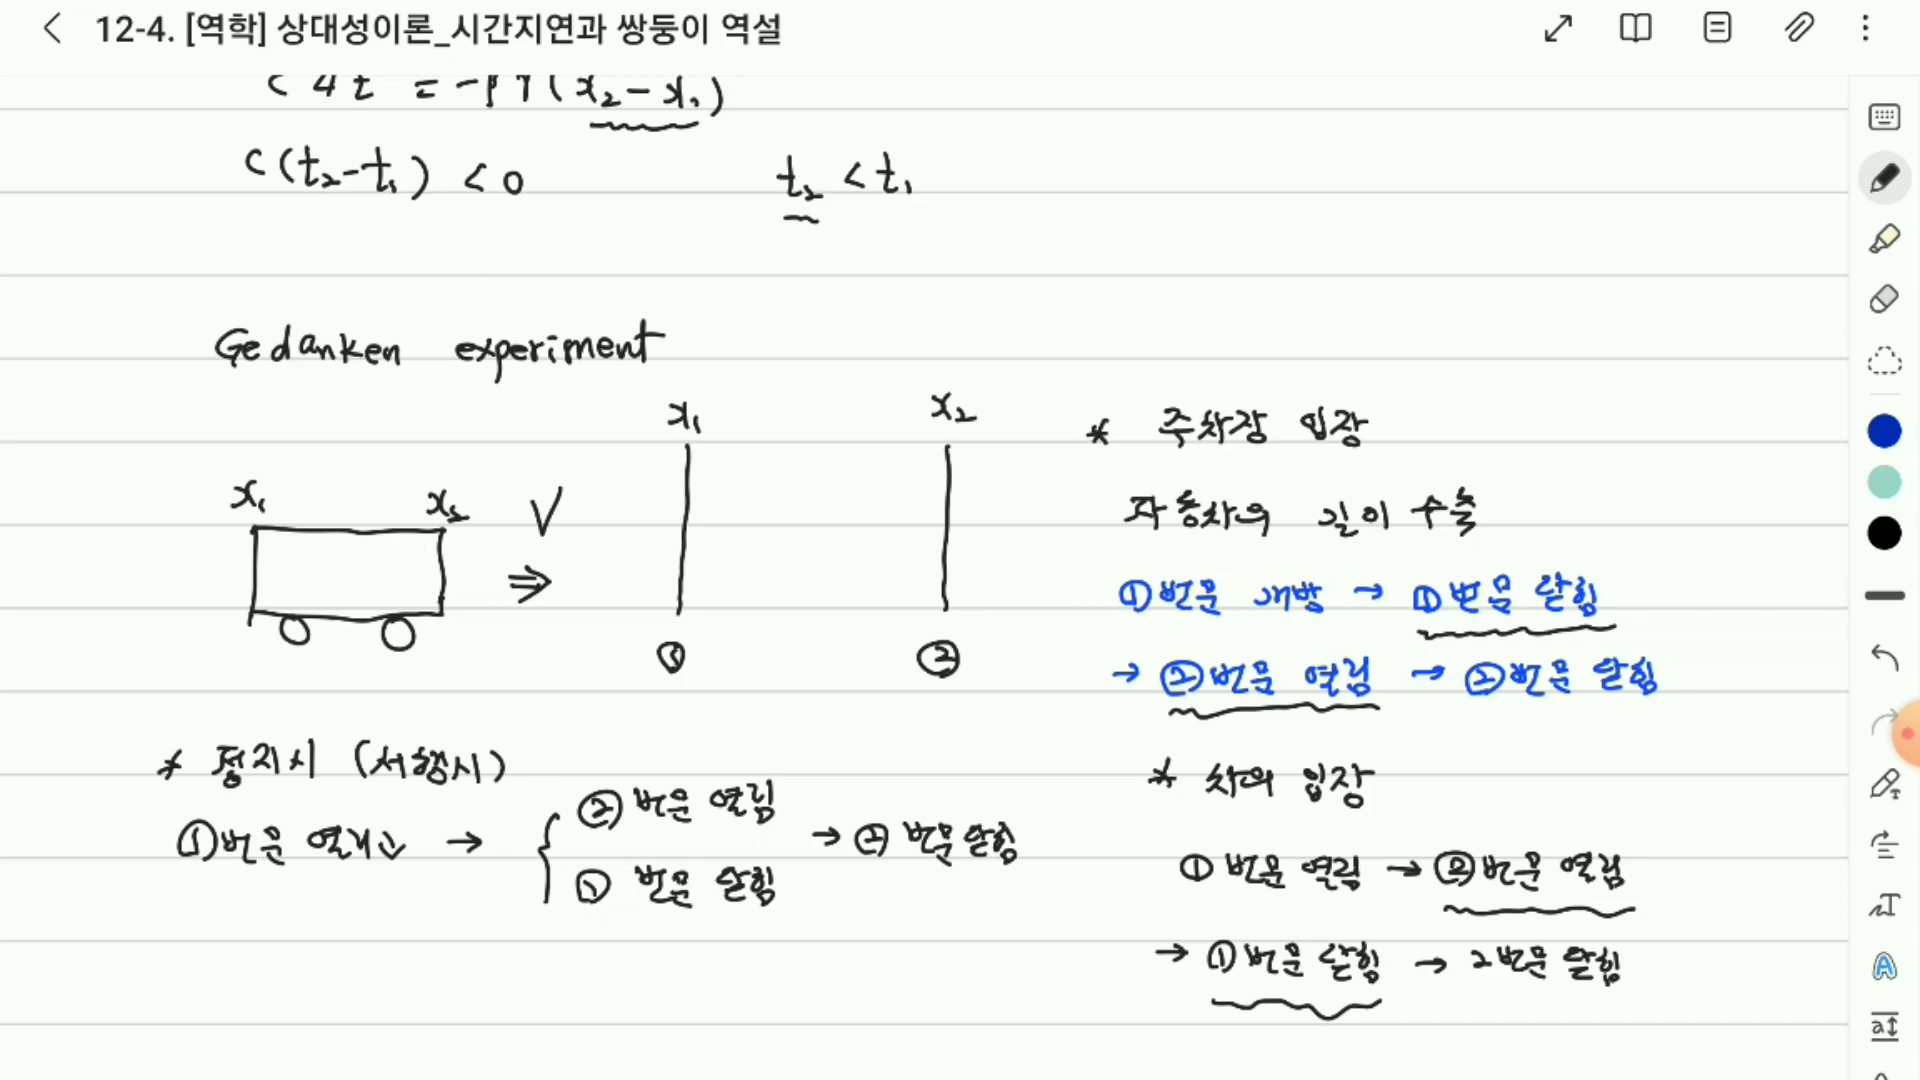 12-4. [역학] 상대성이론_시간지연과 쌍둥이 역설
c Δt = -βγ(x₂-x₁)
c(t₂-t₁) < 0 t₂ < t₁
Gedanken experiment
x₁ x₂
x₁ x₂ V
⇒
① ②
* 정지시 (서행시)
①번문 열리고 → { ②번문 열림 → ②번문 닫힘
① 번문 닫힘
* 주차장 입장
자동차의 길이 수축
①번문 개방 → ①번문 닫힘
→ ②번문 열림 → ②번문 닫힘
* 차의 입장
① 번문 열림 → ②번문 열림
→ ①번문 닫힘 → 2번문 닫힘